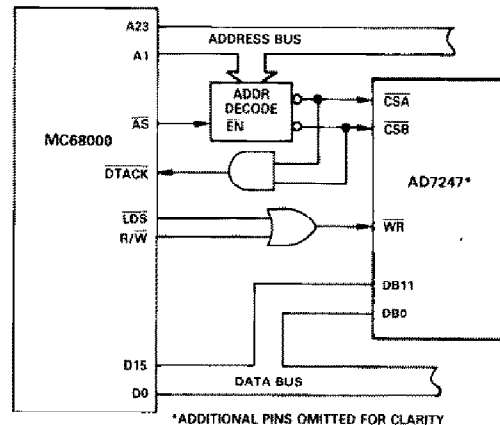 A23
ADDRESS BUS
A1
ADDR
DECODE
EN
CSA
CSB
AS
MC68000
DTACK
AD7247*
LDS
R/W
WR
DB11
DB0
D15
D0
DATA BUS
*ADDITIONAL PINS OMITTED FOR CLARITY